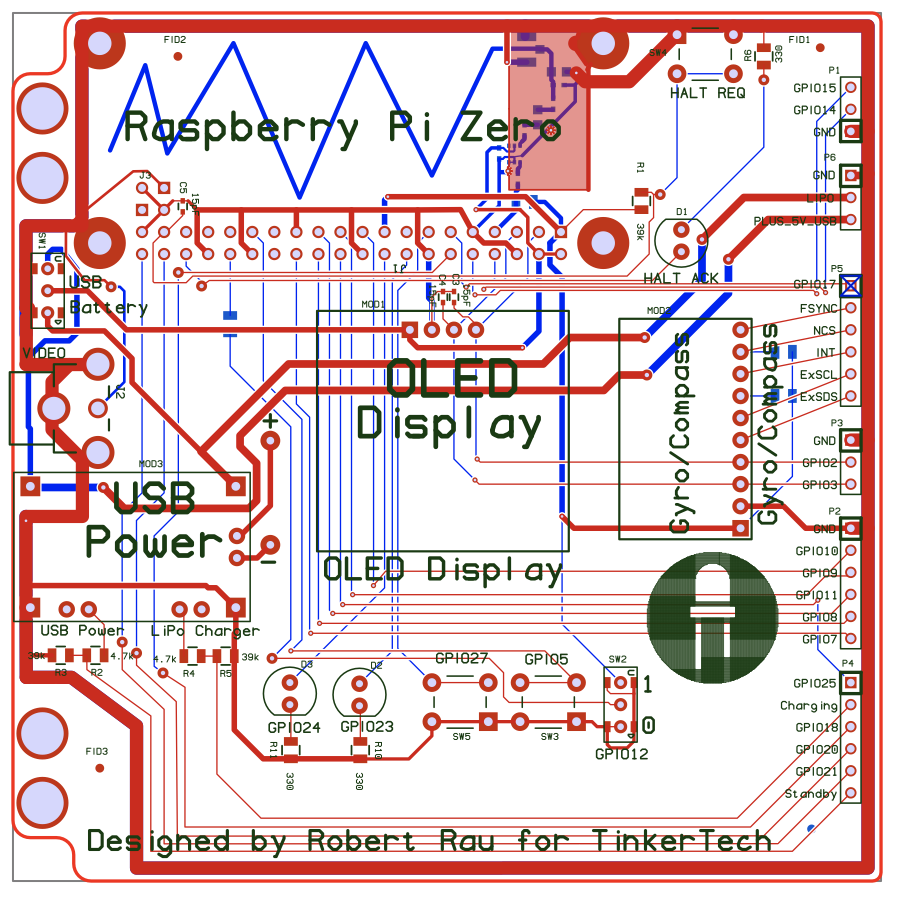 FID2
SW4
R6
330
FID1
HALT REQ
P1
GPIO15
GPIO14
GND
Raspberry Pi Zero
P6
GND
LIPO
PLUS_5V_USB
J3
C5
R1
39k
D1
HALT ACK
J1
SW1
USB
Battery
C4
C3
MOD1
MOD2
P5
GPIO17
FSYNC
NCS
INT
ExSCL
ExSDS
VIDEO
J2
OLED
Display
Gyro/Compass
Gyro/Compass
+
-
P3
GND
GPIO2
GPIO3
MOD3
USB
Power
P2
GND
GPIO10
GPIO9
GPIO11
GPIO8
GPIO7
OLED Display
USB Power
LiPo Charger
39k
R3
R2
4.7k
4.7k
R4
R5
39k
D3
GPIO24
D2
GPIO23
R11
330
R10
330
GPIO27
SW5
GPIO5
SW3
SW2
1
0
GPIO12
P4
GPIO25
Charging
GPIO18
GPIO20
GPIO21
Standby
FID3
Designed by Robert Rau for TinkerTech